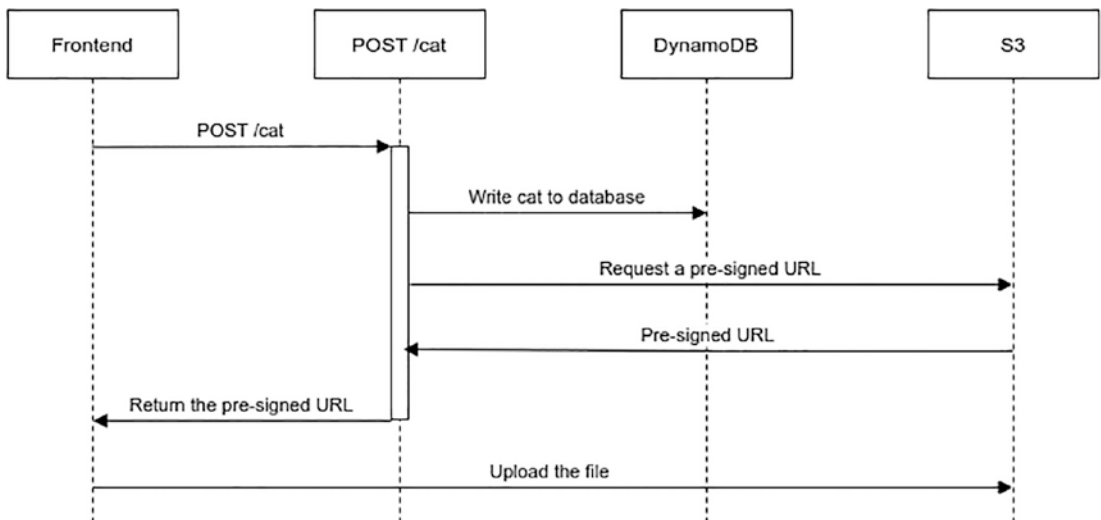 Frontend
POST /cat
DynamoDB
S3
POST /cat
Write cat to database
Request a pre-signed URL
Pre-signed URL
Return the pre-signed URL
Upload the file